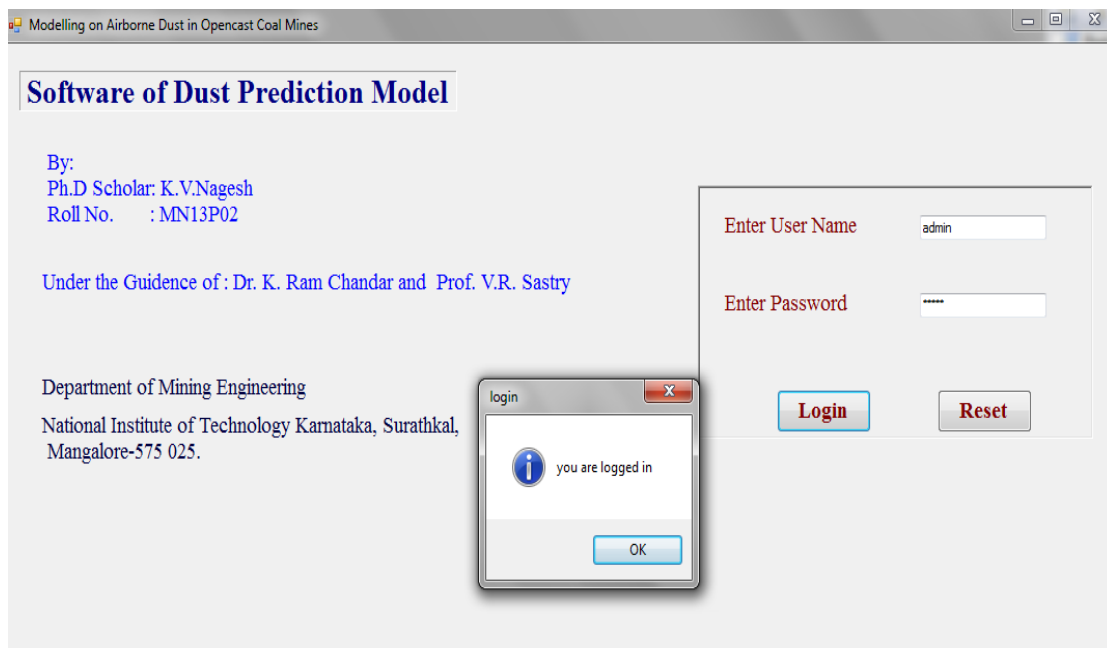 Modelling on Airborne Dust in Opencast Coal Mines
Software of Dust Prediction Model
By:
Ph.D Scholar: K.V.Nagesh
Roll No. : MN13P02
Under the Guidence of : Dr. K. Ram Chandar and Prof. V.R. Sastry
Department of Mining Engineering
National Institute of Technology Karnataka, Surathkal,
Mangalore-575 025.
Enter User Name admin
Enter Password *****
Login Reset
login
you are logged in
OK